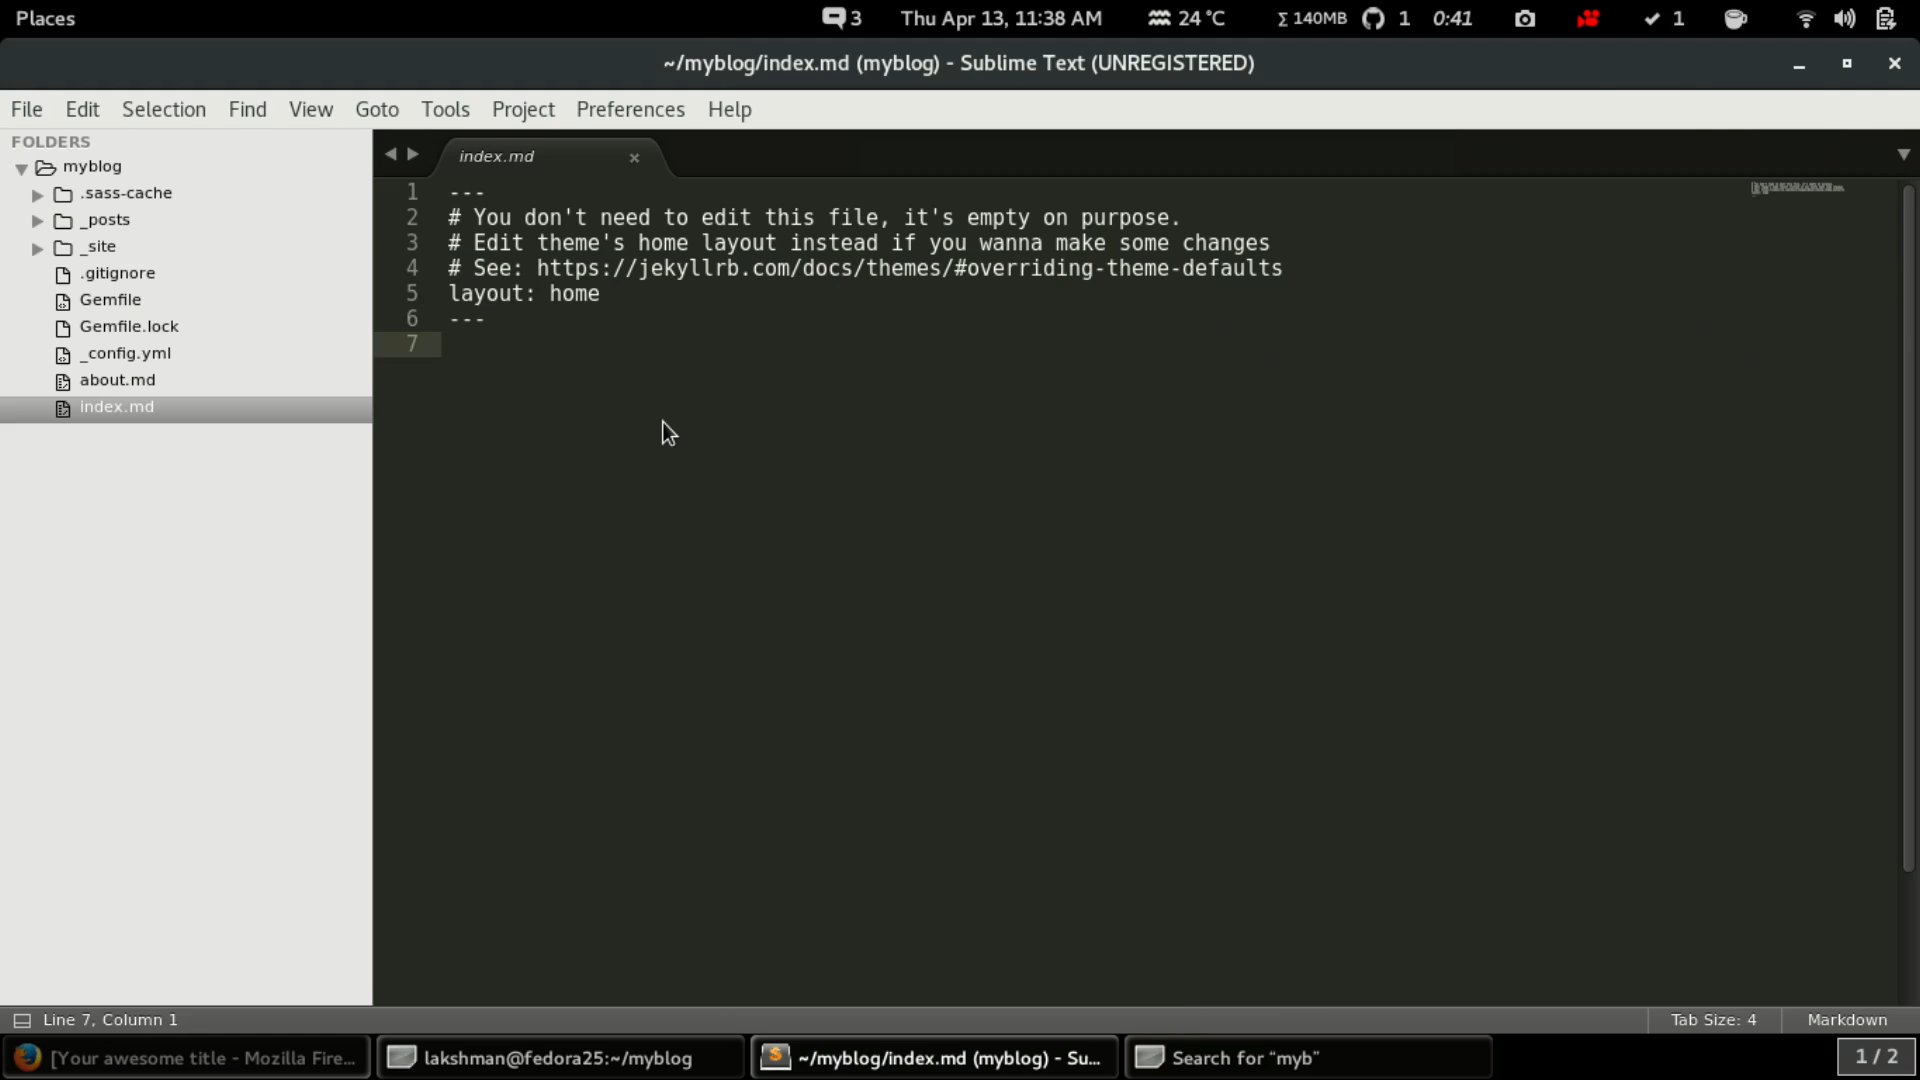 Places 3 Thu Apr 13, 11:38 AM 24 °C Σ 140MB 1 0:41 1
~/myblog/index.md (myblog) - Sublime Text (UNREGISTERED)
File Edit Selection Find View Goto Tools Project Preferences Help
FOLDERS
myblog
.sass-cache
_posts
_site
.gitignore
Gemfile
Gemfile.lock
_config.yml
about.md
index.md
index.md
1 ---
2 # You don't need to edit this file, it's empty on purpose.
3 # Edit theme's home layout instead if you wanna make some changes
4 # See: https://jekyllrb.com/docs/themes/#overriding-theme-defaults
5 layout: home
6 ---
7
Line 7, Column 1 Tab Size: 4 Markdown
[Your awesome title - Mozilla Fire... lakshman@fedora25:~/myblog ~/myblog/index.md (myblog) - Su... Search for “myb” 1 / 2